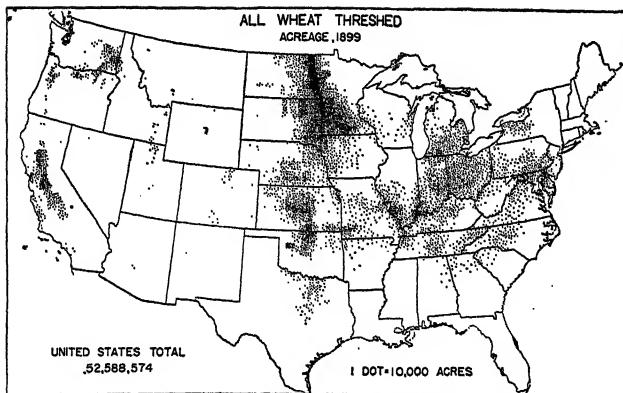 ALL WHEAT THRESHED
ACREAGE, 1899
UNITED STATES TOTAL
52,588,574
1 DOT=10,000 ACRES